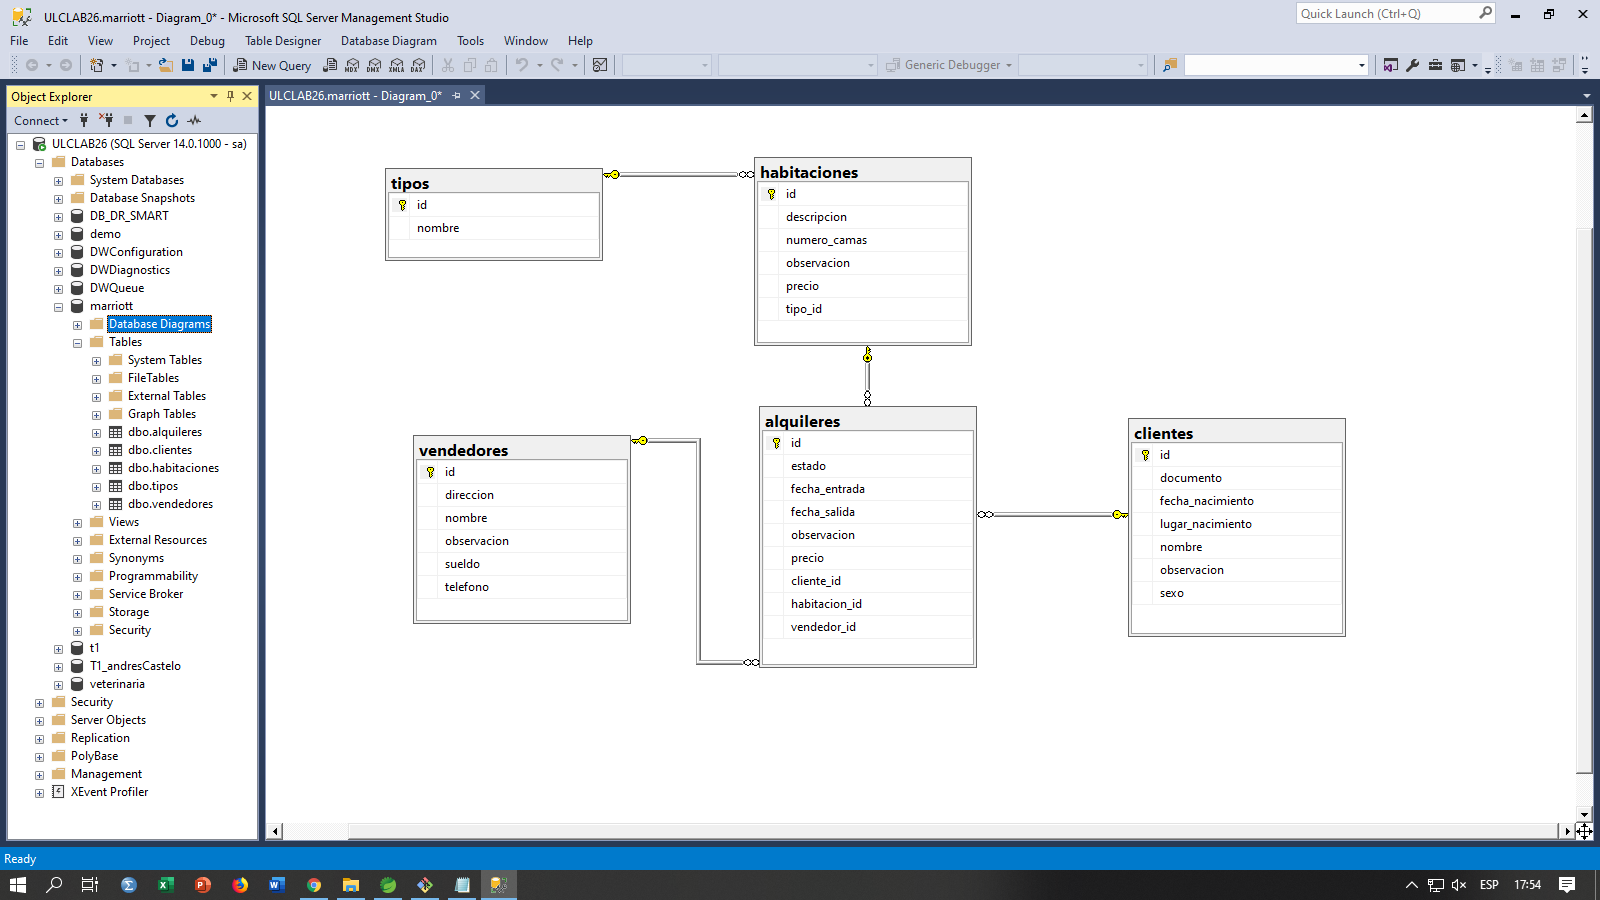 ULCLAB26.marriott - Diagram_0* - Microsoft SQL Server Management Studio
Quick Launch (Ctrl+Q)
File Edit View Project Debug Table Designer Database Diagram Tools Window Help
New Query MDX DMX XMLA DAX Generic Debugger
Object Explorer
ULCLAB26.marriott - Diagram_0*
Connect
ULCLAB26 (SQL Server 14.0.1000 - sa)
Databases
System Databases
Database Snapshots
DB_DR_SMART
demo
DWConfiguration
DWDiagnostics
DWQueue
marriott
Database Diagrams
Tables
System Tables
FileTables
External Tables
Graph Tables
dbo.alquileres
dbo.clientes
dbo.habitaciones
dbo.tipos
dbo.vendedores
Views
External Resources
Synonyms
Programmability
Service Broker
Storage
Security
t1
T1_andresCastelo
veterinaria
Security
Server Objects
Replication
PolyBase
Management
XEvent Profiler
tipos
id
nombre
habitaciones
id
descripcion
numero_camas
observacion
precio
tipo_id
vendedores
id
direccion
nombre
observacion
sueldo
telefono
alquileres
id
estado
fecha_entrada
fecha_salida
observacion
precio
cliente_id
habitacion_id
vendedor_id
clientes
id
documento
fecha_nacimiento
lugar_nacimiento
nombre
observacion
sexo
Ready
ESP 17:54